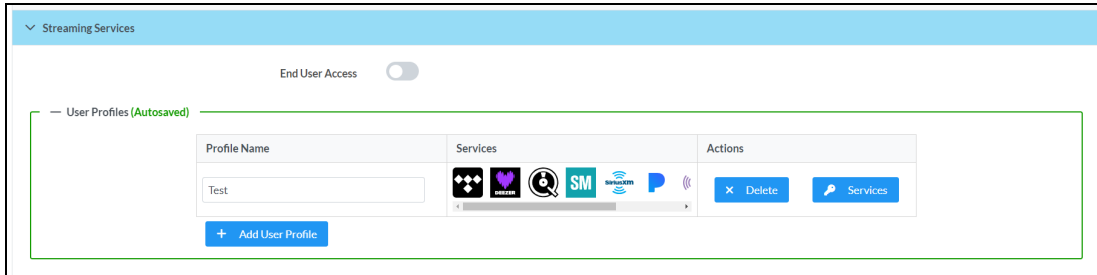 Streaming Services
End User Access
User Profiles (Autosaved)
Profile Name Services Actions
Test DEEZER SM SiriusXM Delete Services
Add User Profile